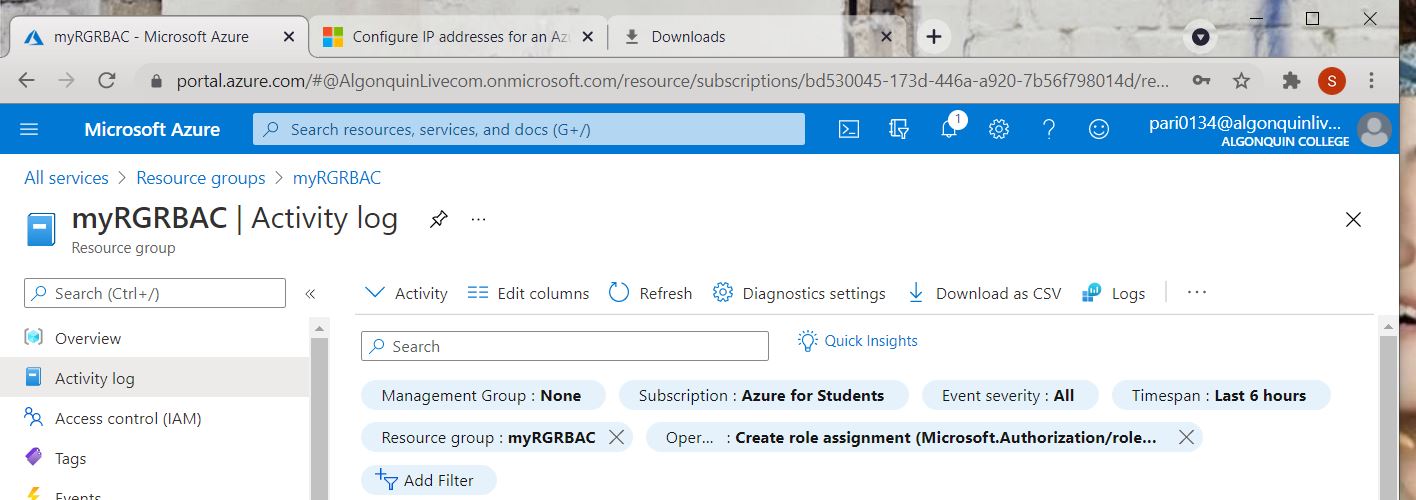 myRGRBAC - Microsoft Azure
Configure IP addresses for an Az
Downloads
portal.azure.com/#@AlgonquinLivecom.onmicrosoft.com/resource/subscriptions/bd530045-173d-446a-a920-7b56f798014d/re...
S
Microsoft Azure
Search resources, services, and docs (G+/)
1
pari0134@algonquinliv...
ALGONQUIN COLLEGE
All services > Resource groups > myRGRBAC
myRGRBAC | Activity log
Resource group
Search (Ctrl+/)
Activity
Edit columns
Refresh
Diagnostics settings
Download as CSV
Logs
Overview
Activity log
Access control (IAM)
Tags
Events
Search
Quick Insights
Management Group : None
Subscription : Azure for Students
Event severity : All
Timespan : Last 6 hours
Resource group : myRGRBAC
Oper... : Create role assignment (Microsoft.Authorization/role...
Add Filter